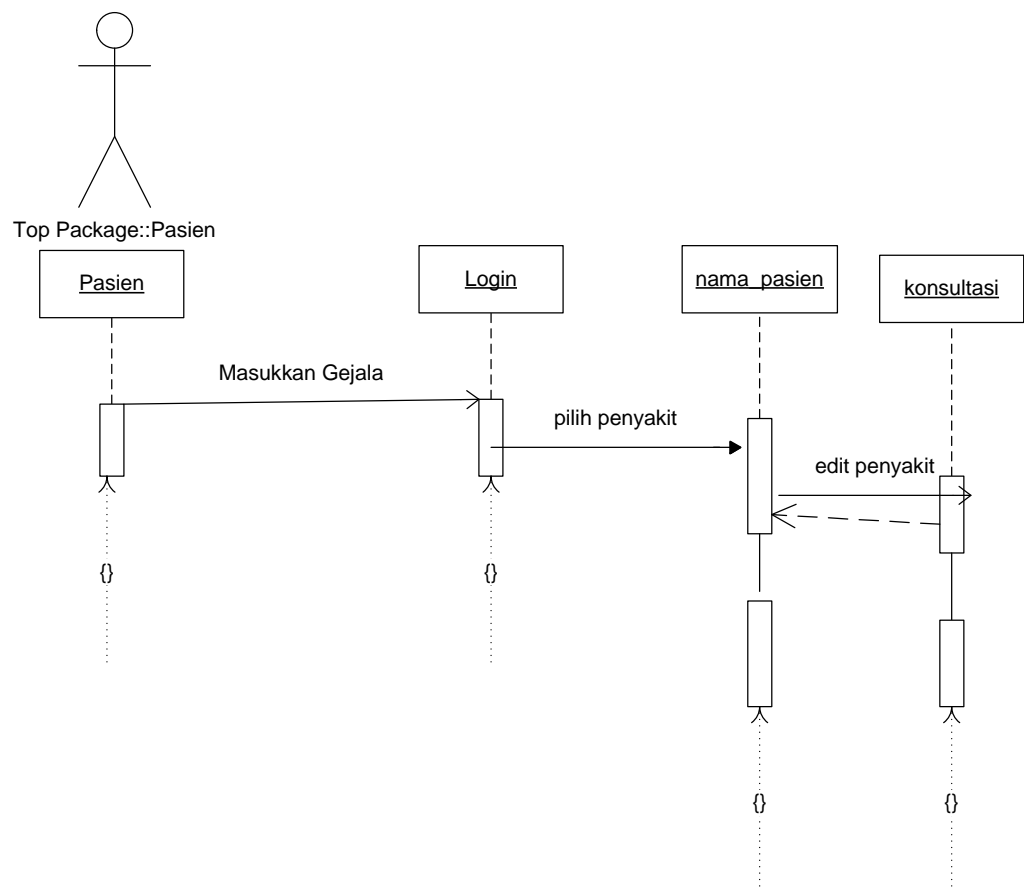 Top Package::Pasien
Pasien
Login
nama_pasien
konsultasi
Masukkan Gejala
pilih penyakit
edit penyakit
{}
{}
{}
{}